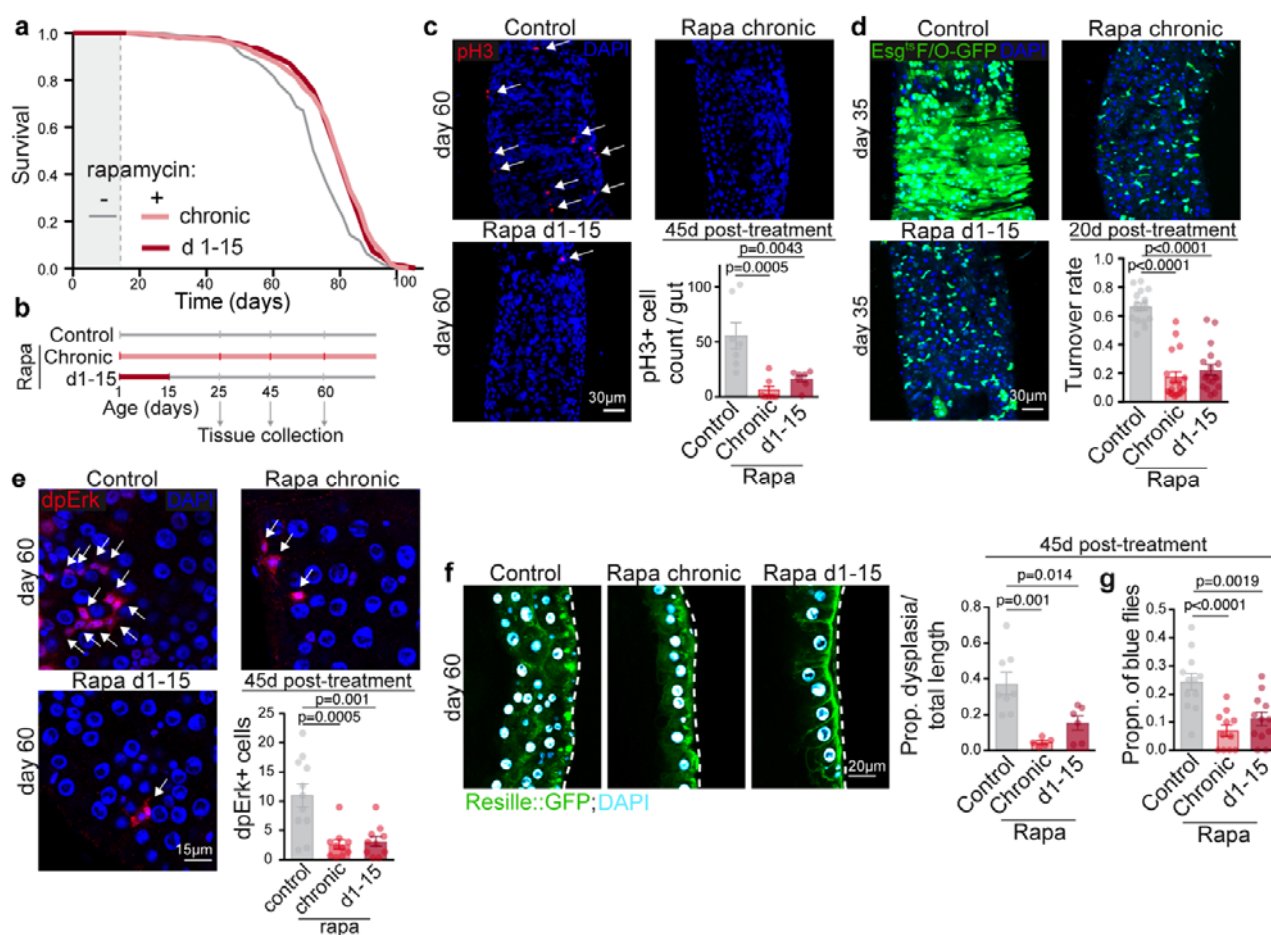 a
1.0
0.8
0.6
0.4
0.2
0.0
Survival
rapamycin:
- +
chronic
d 1-15
0 20 40 60 80 100
Time (days)
b
Rapa
Control
Chronic
d1-15
1 15 25 45 60
Age (days)
Tissue collection
c
Control
Rapa chronic
pH3 DAPI
day 60
Rapa d1-15
day 60
30µm
45d post-treatment
p=0.0043
p=0.0005
100
50
0
pH3+ cell
count / gut
Control
Chronic
d1-15
Rapa
d
Control
Rapa chronic
Esgᵗˢ F/O-GFP DAPI
day 35
Rapa d1-15
day 35
30µm
20d post-treatment
p<0.0001
p<0.0001
1.0
0.8
0.6
0.4
0.2
0.0
Turnover rate
Control
Chronic
d1-15
Rapa
e
Control
Rapa chronic
dpErk DAPI
day 60
Rapa d1-15
day 60
15µm
45d post-treatment
p=0.001
p=0.0005
25
20
15
10
5
0
dpErk+ cells
control
chronic
d1-15
rapa
f
Control
Rapa chronic
Rapa d1-15
day 60
20µm
Resille::GFP;DAPI
45d post-treatment
p=0.014
p=0.001
0.8
0.6
0.4
0.2
0.0
Prop. dysplasia/
total length
Control
Chronic
d1-15
Rapa
g
p=0.0019
p<0.0001
0.5
0.4
0.3
0.2
0.1
0.0
Propn. of blue flies
Control
Chronic
d1-15
Rapa